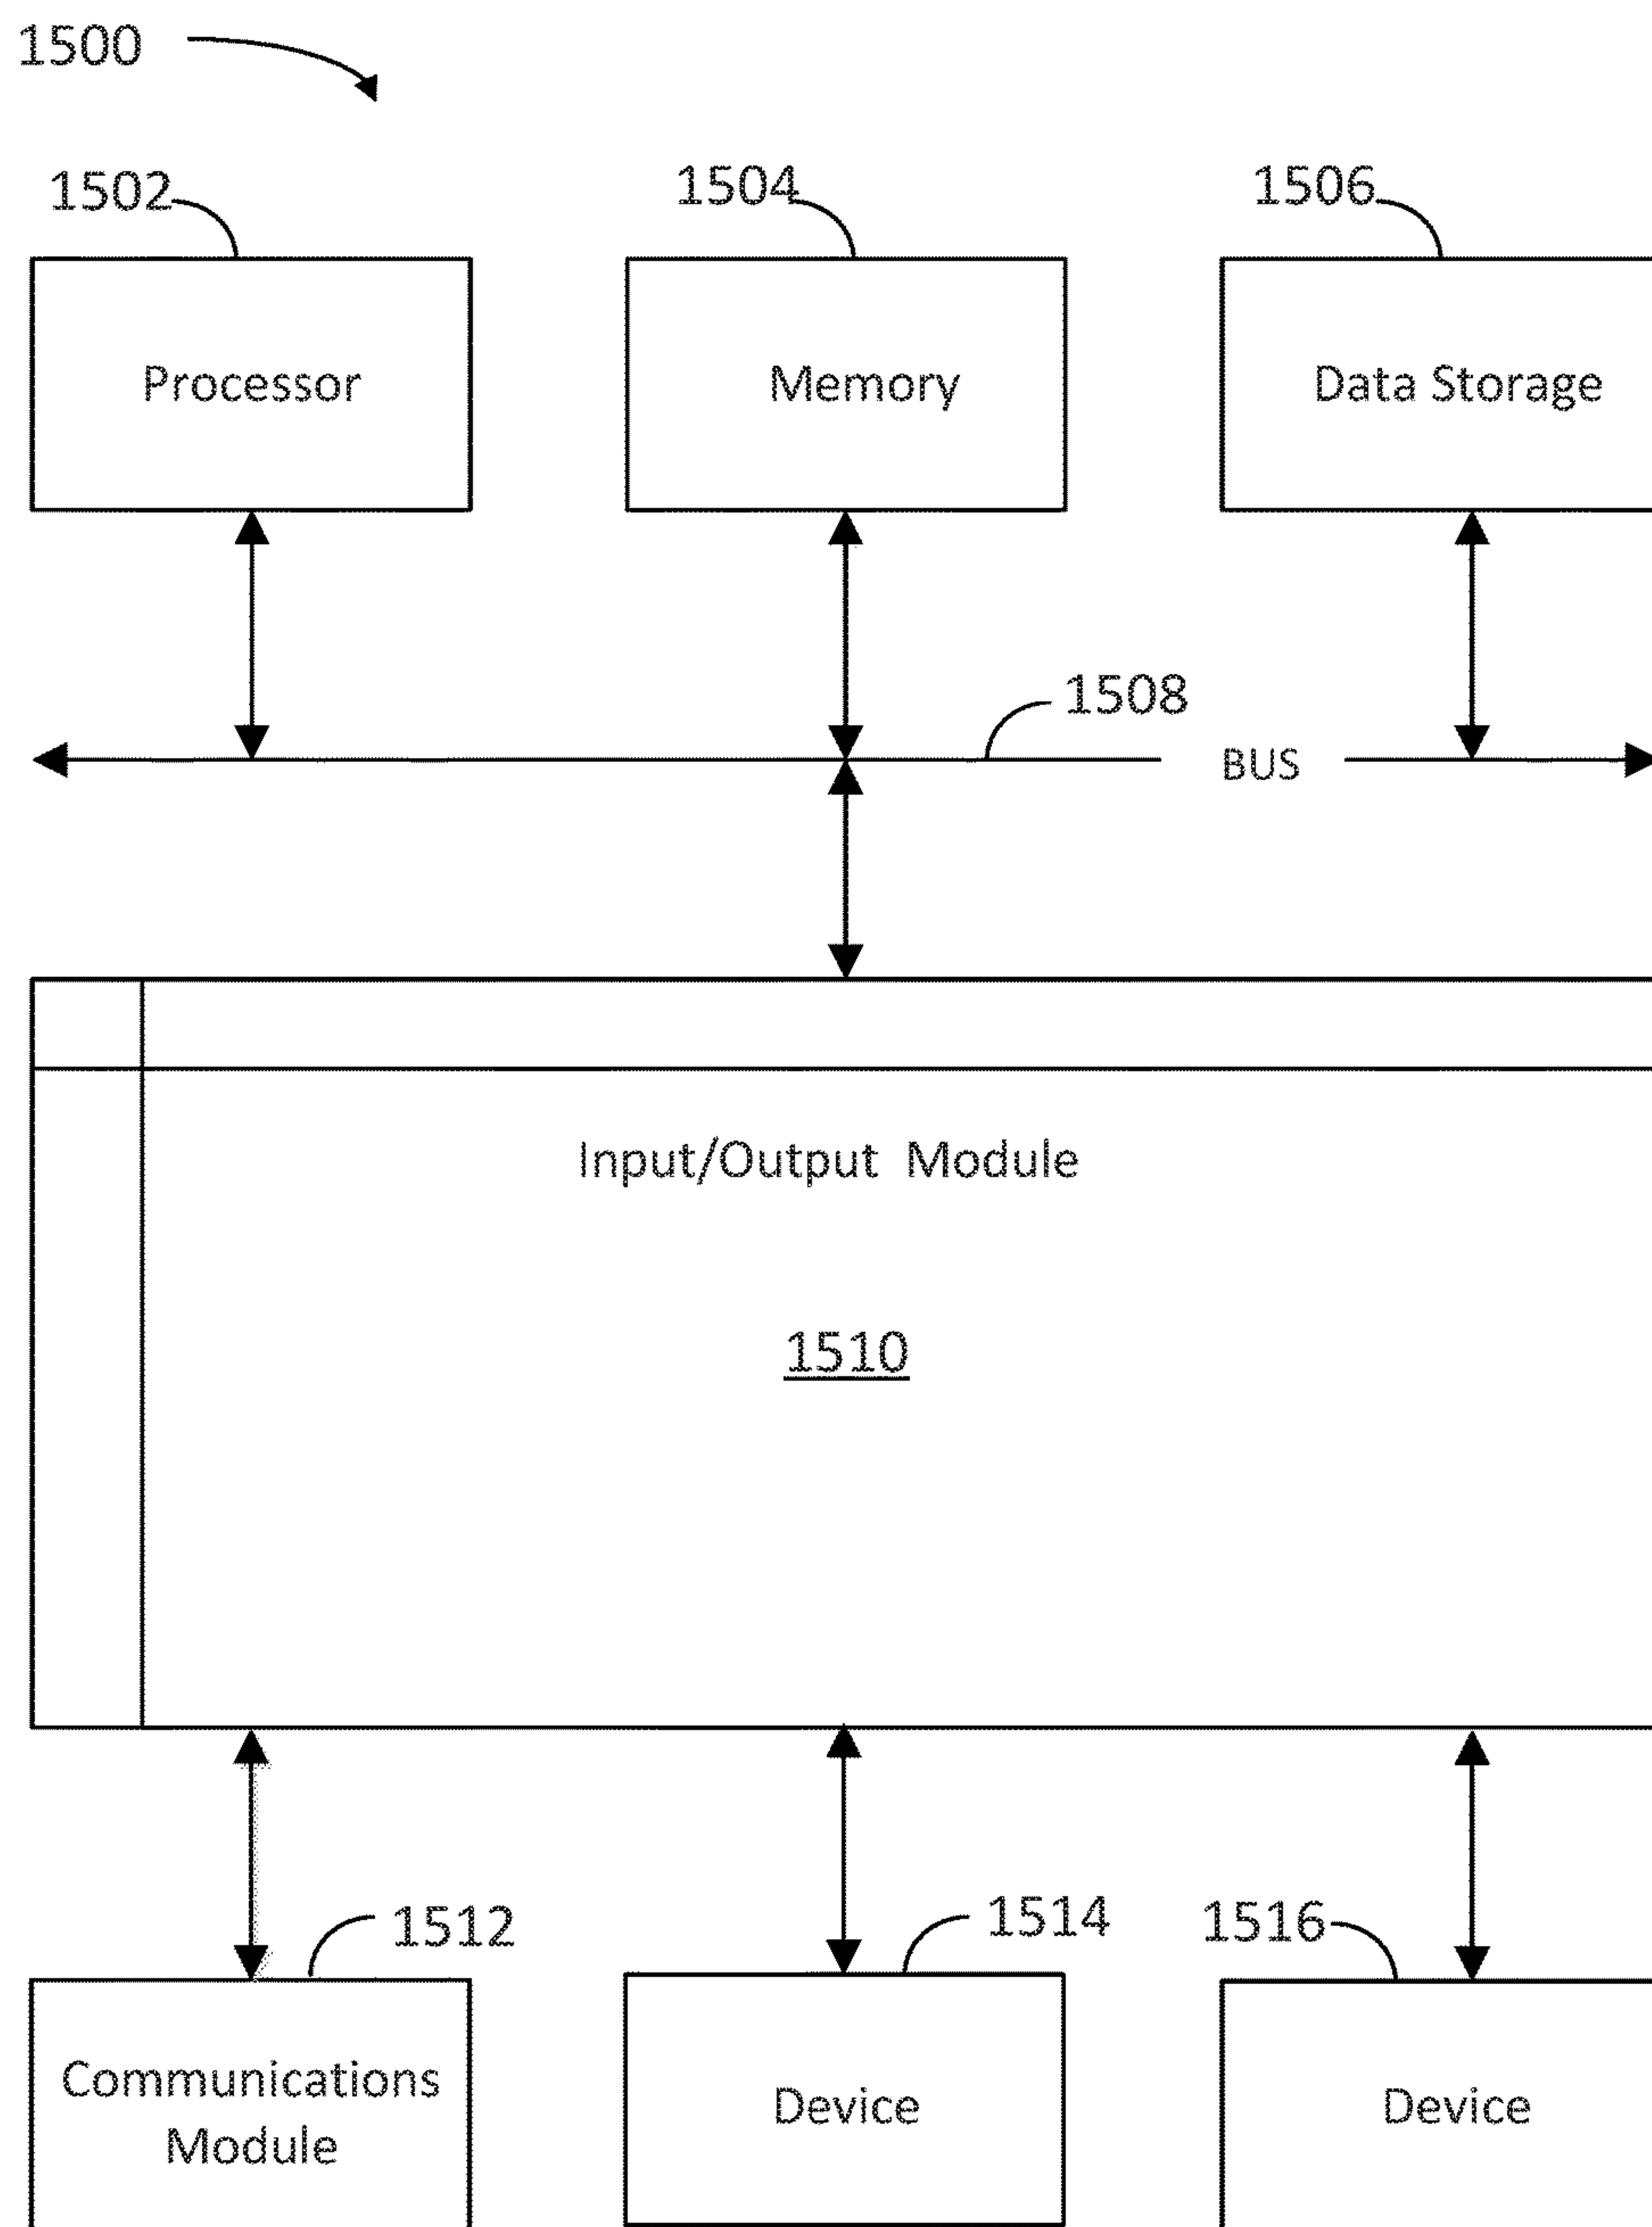 1500
1502
1504
1506
Processor
Memory
Data Storage
1508
BUS
Input/Output Module
1510
1512
1514
1516
Communications
Module
Device
Device